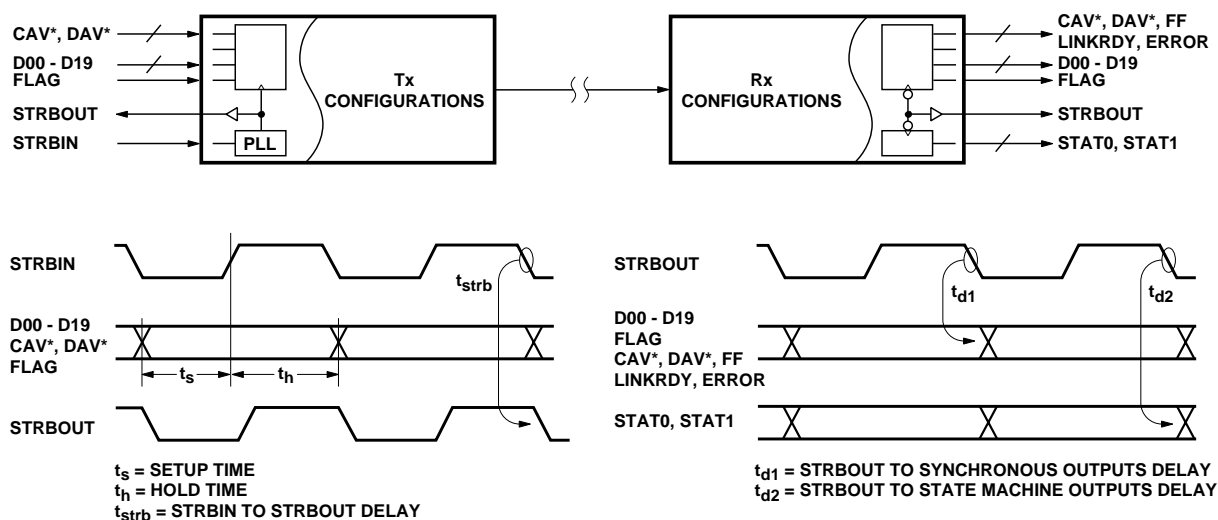 CAV*, DAV*
D00 - D19
FLAG
STRBOUT
STRBIN
PLL
Tx
CONFIGURATIONS
Rx
CONFIGURATIONS
CAV*, DAV*, FF
LINKRDY, ERROR
D00 - D19
FLAG
STRBOUT
STAT0, STAT1
STRBIN
tstrb
D00 - D19
CAV*, DAV*
FLAG
ts
th
STRBOUT
ts = SETUP TIME
th = HOLD TIME
tstrb = STRBIN TO STRBOUT DELAY
STRBOUT
td1
td2
D00 - D19
FLAG
CAV*, DAV*, FF
LINKRDY, ERROR
STAT0, STAT1
td1 = STRBOUT TO SYNCHRONOUS OUTPUTS DELAY
td2 = STRBOUT TO STATE MACHINE OUTPUTS DELAY